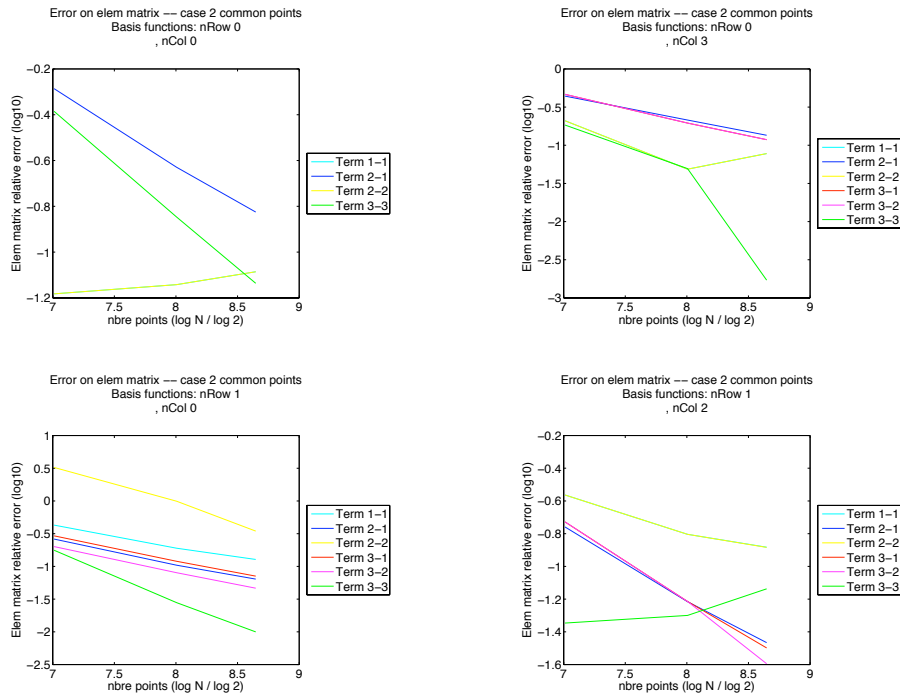 Error on elem matrix −− case 2 common points
Basis functions: nRow 0
, nCol 0
Elem matrix relative error (log10)
−0.2
−0.4
−0.6
−0.8
−1
−1.2
7
7.5
8
8.5
9
nbre points (log N / log 2)
Term 1−1
Term 2−1
Term 2−2
Term 3−3
Error on elem matrix −− case 2 common points
Basis functions: nRow 0
, nCol 3
Elem matrix relative error (log10)
0
−0.5
−1
−1.5
−2
−2.5
−3
7
7.5
8
8.5
9
nbre points (log N / log 2)
Term 1−1
Term 2−1
Term 2−2
Term 3−1
Term 3−2
Term 3−3
Error on elem matrix −− case 2 common points
Basis functions: nRow 1
, nCol 0
Elem matrix relative error (log10)
1
0.5
0
−0.5
−1
−1.5
−2
−2.5
7
7.5
8
8.5
9
nbre points (log N / log 2)
Term 1−1
Term 2−1
Term 2−2
Term 3−1
Term 3−2
Term 3−3
Error on elem matrix −− case 2 common points
Basis functions: nRow 1
, nCol 2
Elem matrix relative error (log10)
−0.2
−0.4
−0.6
−0.8
−1
−1.2
−1.4
−1.6
7
7.5
8
8.5
9
nbre points (log N / log 2)
Term 1−1
Term 2−1
Term 2−2
Term 3−1
Term 3−2
Term 3−3